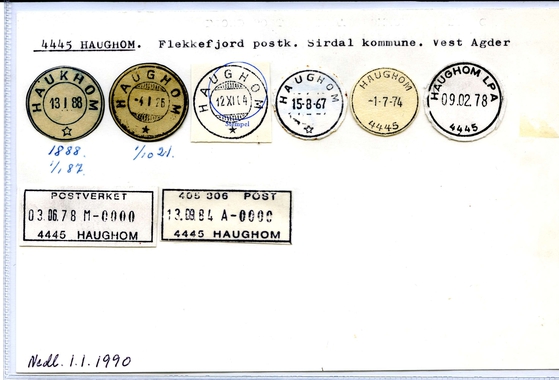 4445 HAUGHOM. Flekkefjord postk. Sirdal kommune. Vest Agder
HAUKHOM
13 I 88
HAUGHOM
HAUGHOM
12 XII
Stempel
HAUGHOM
15-8-67
HAUGHOM
-1-7-74
4445
HAUGHOM LPA
09.02.78
4445
1888.
1/1 87.
1/10 21.
POSTVERKET
03.06.78 M-0000
4445 HAUGHOM
405 306 POST
13.09.84 A-0000
4445 HAUGHOM
Nedl. 1.1.1990